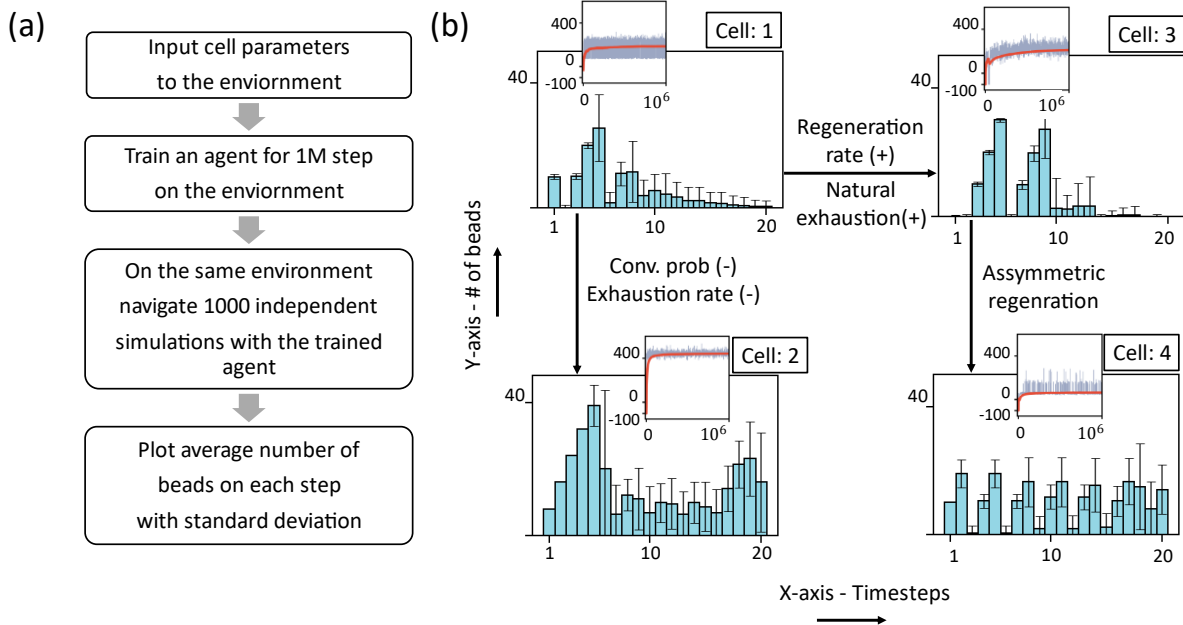 (a)
Input cell parameters
to the enviornment
Train an agent for 1M step
on the enviornment
On the same environment
navigate 1000 independent
simulations with the trained
agent
Plot average number of
beads on each step
with standard deviation
(b)
Y-axis - # of beads
Cell: 1
400
0
-100
0
10^6
40
1
10
20
Regeneration
rate (+)
Natural
exhaustion(+)
Cell: 3
400
0
-100
0
10^6
40
1
10
20
Conv. prob (-)
Exhaustion rate (-)
Assymmetric
regenration
Cell: 2
400
0
-100
0
10^6
40
1
10
20
Cell: 4
400
0
-100
0
10^6
40
1
10
20
X-axis - Timesteps